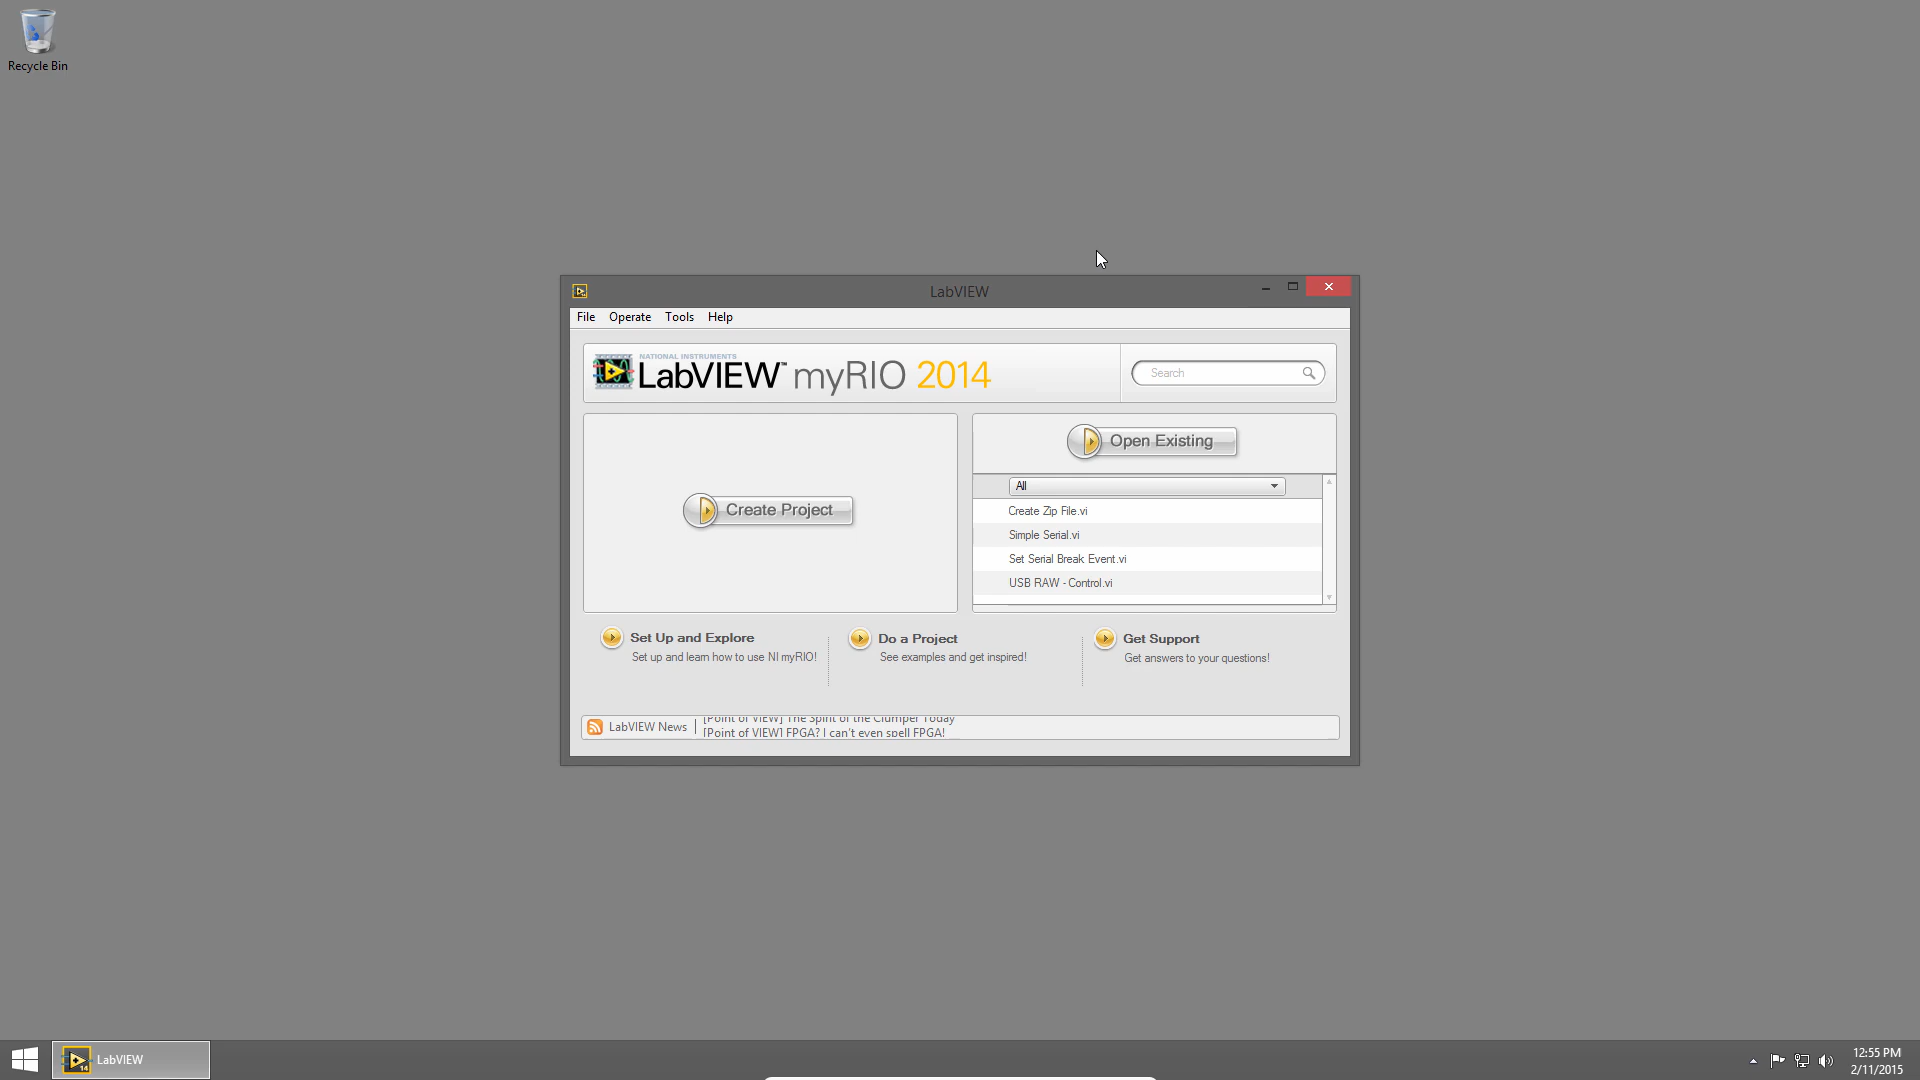 Recycle Bin
LabVIEW
File Operate Tools Help
NATIONAL INSTRUMENTS
LabVIEW™ myRIO 2014
Search
Create Project
Open Existing
All
Create Zip File.vi
Simple Serial.vi
Set Serial Break Event.vi
USB RAW - Control.vi
Set Up and Explore
Set up and learn how to use NI myRIO!
Do a Project
See examples and get inspired!
Get Support
Get answers to your questions!
LabVIEW News
[Point of VIEW] The Spirit of the Clumper Today
[Point of VIEW] FPGA? I can't even spell FPGA!
14
LabVIEW
12:55 PM
2/11/2015